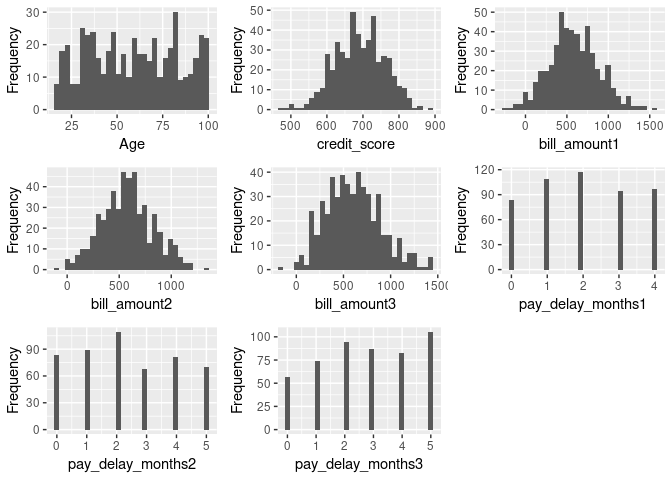 Frequency
30
20
10
0
25 50 75 100
Age
Frequency
50
40
30
20
10
0
500 600 700 800 900
credit_score
Frequency
50
40
30
20
10
0
0 500 1000 1500
bill_amount1
Frequency
40
30
20
10
0
0 500 1000
bill_amount2
Frequency
40
30
20
10
0
0 500 1000 1500
bill_amount3
Frequency
120
90
60
30
0
0 1 2 3 4
pay_delay_months1
Frequency
90
60
30
0
0 1 2 3 4 5
pay_delay_months2
Frequency
100
75
50
25
0
0 1 2 3 4 5
pay_delay_months3